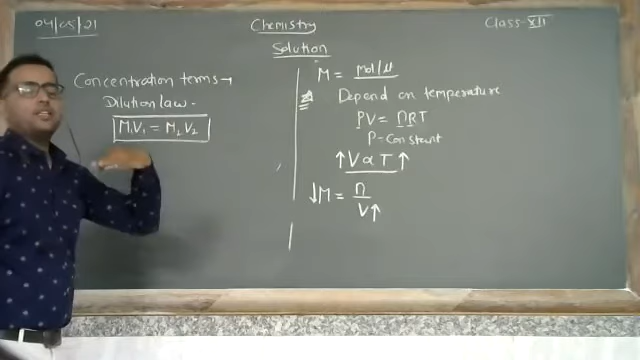 04/05/21
Chemistry
Class-XII
Solution
Concentration terms→
Dilution law-
M₁V₁ = M₂V₂
M = mol/lit
Depend on temperature
PV = nRT
P-Constant
↑V ∝ T↑
↓M = n/V↑